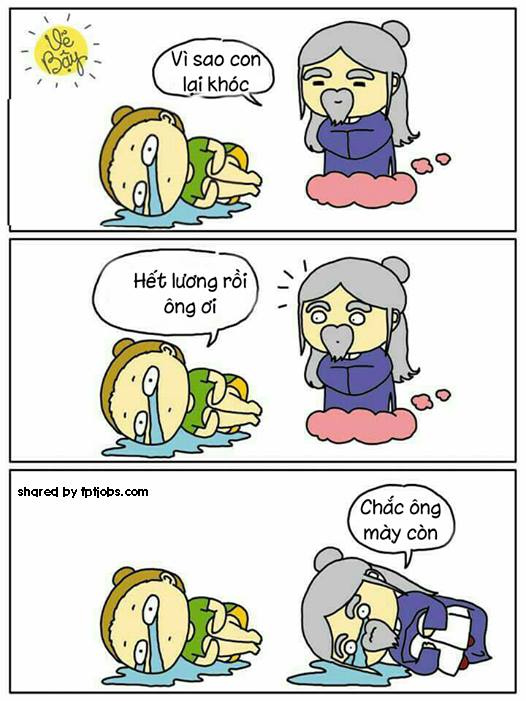 Vẽ
Bậy
Vì sao con
lại khóc
Hết lương rồi
ông ơi
shared by fptjobs.com
Chắc ông
mày còn